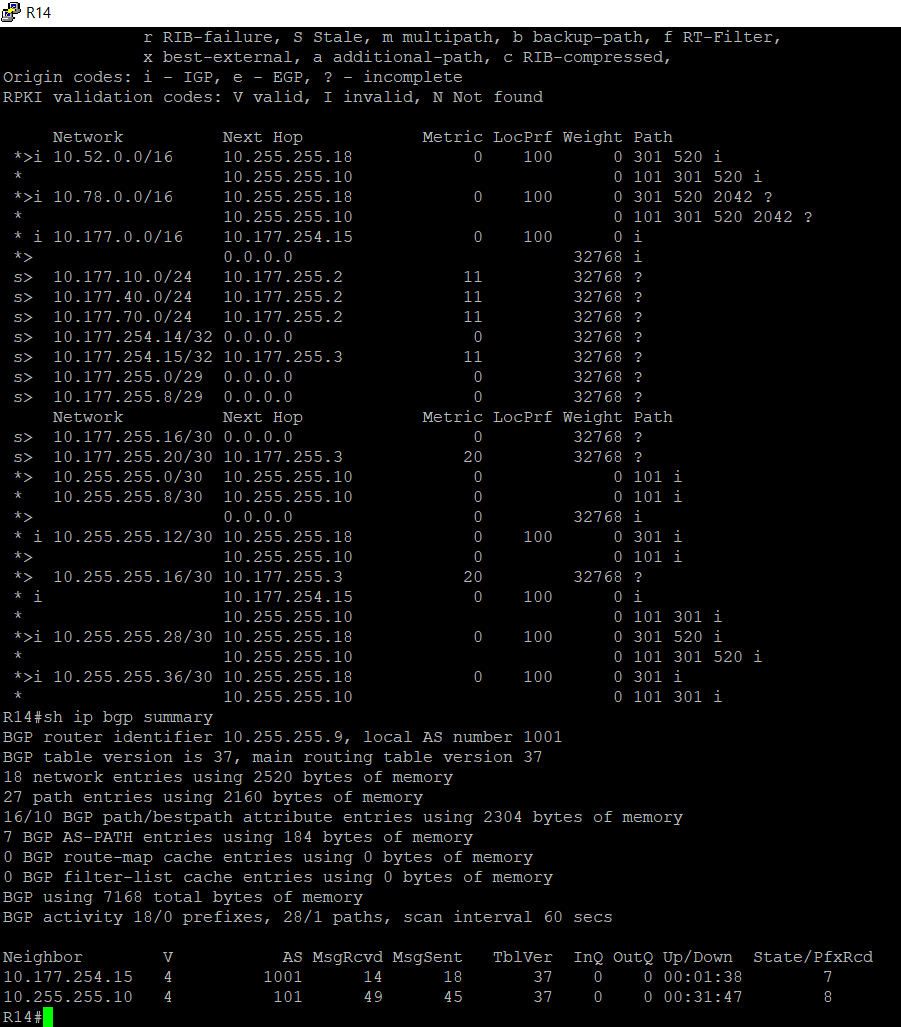 R14
              r RIB-failure, S Stale, m multipath, b backup-path, f RT-Filter,
              x best-external, a additional-path, c RIB-compressed,
Origin codes: i - IGP, e - EGP, ? - incomplete
RPKI validation codes: V valid, I invalid, N Not found

     Network          Next Hop            Metric LocPrf Weight Path
 *>i 10.52.0.0/16     10.255.255.18            0    100      0 301 520 i
 *                    10.255.255.10                          0 101 301 520 i
 *>i 10.78.0.0/16     10.255.255.18            0    100      0 301 520 2042 ?
 *                    10.255.255.10                          0 101 301 520 2042 ?
 * i 10.177.0.0/16    10.177.254.15            0    100      0 i
 *>                   0.0.0.0                            32768 i
 s>  10.177.10.0/24   10.177.255.2            11         32768 ?
 s>  10.177.40.0/24   10.177.255.2            11         32768 ?
 s>  10.177.70.0/24   10.177.255.2            11         32768 ?
 s>  10.177.254.14/32 0.0.0.0                  0         32768 ?
 s>  10.177.254.15/32 10.177.255.3            11         32768 ?
 s>  10.177.255.0/29  0.0.0.0                  0         32768 ?
 s>  10.177.255.8/29  0.0.0.0                  0         32768 ?
     Network          Next Hop            Metric LocPrf Weight Path
 s>  10.177.255.16/30 0.0.0.0                  0         32768 ?
 s>  10.177.255.20/30 10.177.255.3            20         32768 ?
 *>  10.255.255.0/30  10.255.255.10            0             0 101 i
 *   10.255.255.8/30  10.255.255.10            0             0 101 i
 *>                   0.0.0.0                  0         32768 i
 * i 10.255.255.12/30 10.255.255.18            0    100      0 301 i
 *>                   10.255.255.10            0             0 101 i
 *>  10.255.255.16/30 10.177.255.3            20         32768 ?
 * i                  10.177.254.15            0    100      0 i
 *                    10.255.255.10                          0 101 301 i
 *>i 10.255.255.28/30 10.255.255.18            0    100      0 301 520 i
 *                    10.255.255.10                          0 101 301 520 i
 *>i 10.255.255.36/30 10.255.255.18            0    100      0 301 i
 *                    10.255.255.10                          0 101 301 i
R14#sh ip bgp summary
BGP router identifier 10.255.255.9, local AS number 1001
BGP table version is 37, main routing table version 37
18 network entries using 2520 bytes of memory
27 path entries using 2160 bytes of memory
16/10 BGP path/bestpath attribute entries using 2304 bytes of memory
7 BGP AS-PATH entries using 184 bytes of memory
0 BGP route-map cache entries using 0 bytes of memory
0 BGP filter-list cache entries using 0 bytes of memory
BGP using 7168 total bytes of memory
BGP activity 18/0 prefixes, 28/1 paths, scan interval 60 secs

Neighbor        V           AS MsgRcvd MsgSent   TblVer  InQ OutQ Up/Down  State/PfxRcd
10.177.254.15   4         1001      14      18       37    0    0 00:01:38        7
10.255.255.10   4          101      49      45       37    0    0 00:31:47        8
R14#